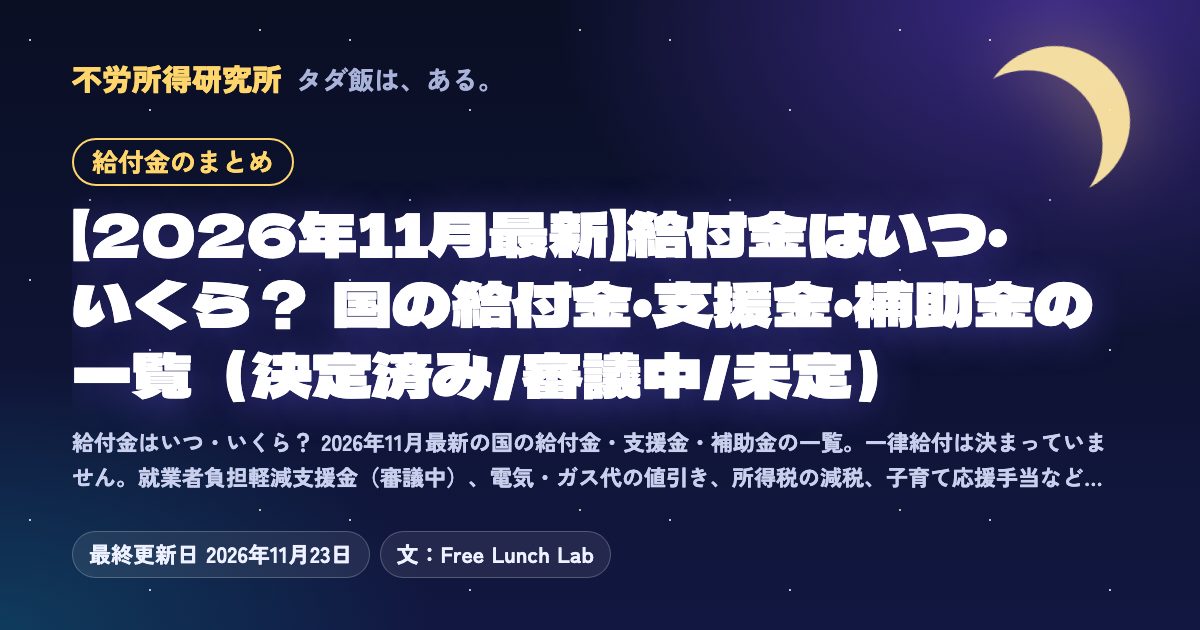 不労所得研究所 タダ飯は、ある。
給付金のまとめ
【2026年11月最新】給付金はいつ・
いくら？ 国の給付金・支援金・補助金の
一覧（決定済み/審議中/未定）
給付金はいつ・いくら？ 2026年11月最新の国の給付金・支援金・補助金の一覧。一律給付は決まっていま
せん。就業者負担軽減支援金（審議中）、電気・ガス代の値引き、所得税の減税、子育て応援手当など…
最終更新日 2026年11月23日 文：Free Lunch Lab